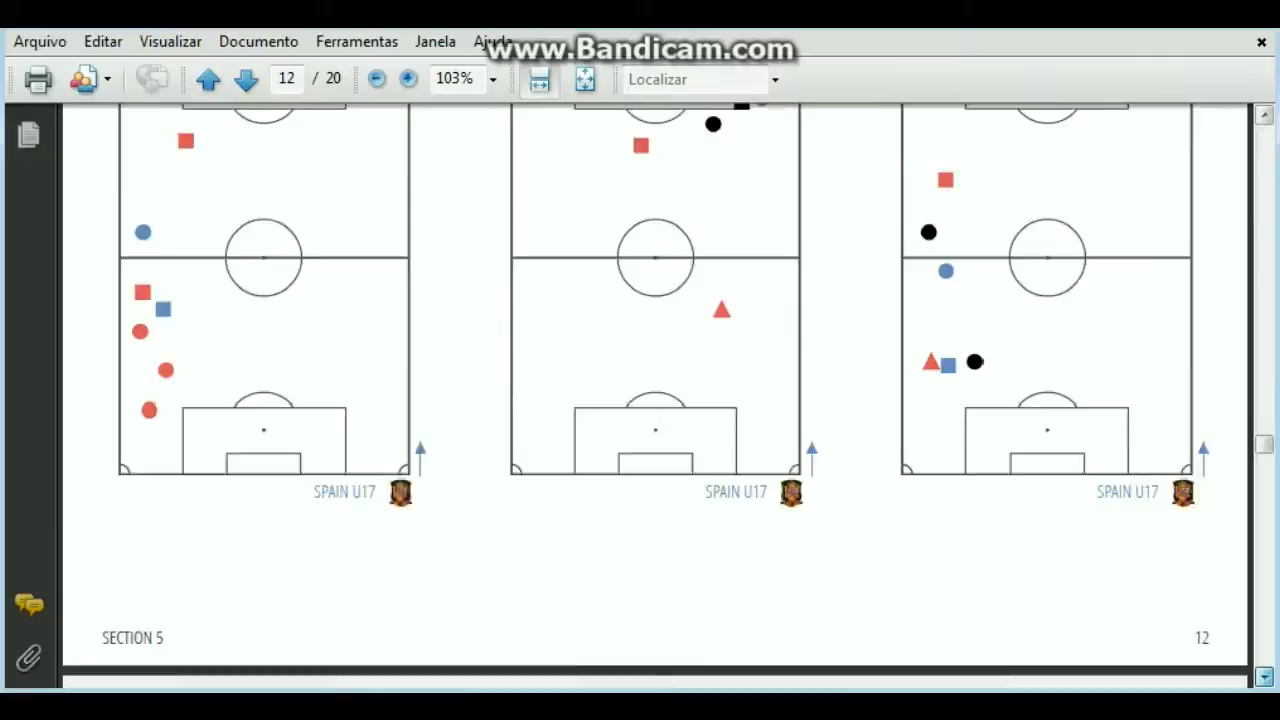 www.Bandicam.com
Arquivo Editar Visualizar Documento Ferramentas Janela Ajuda
12 / 20 103% Localizar
SPAIN U17 SPAIN U17 SPAIN U17
SECTION 5 12